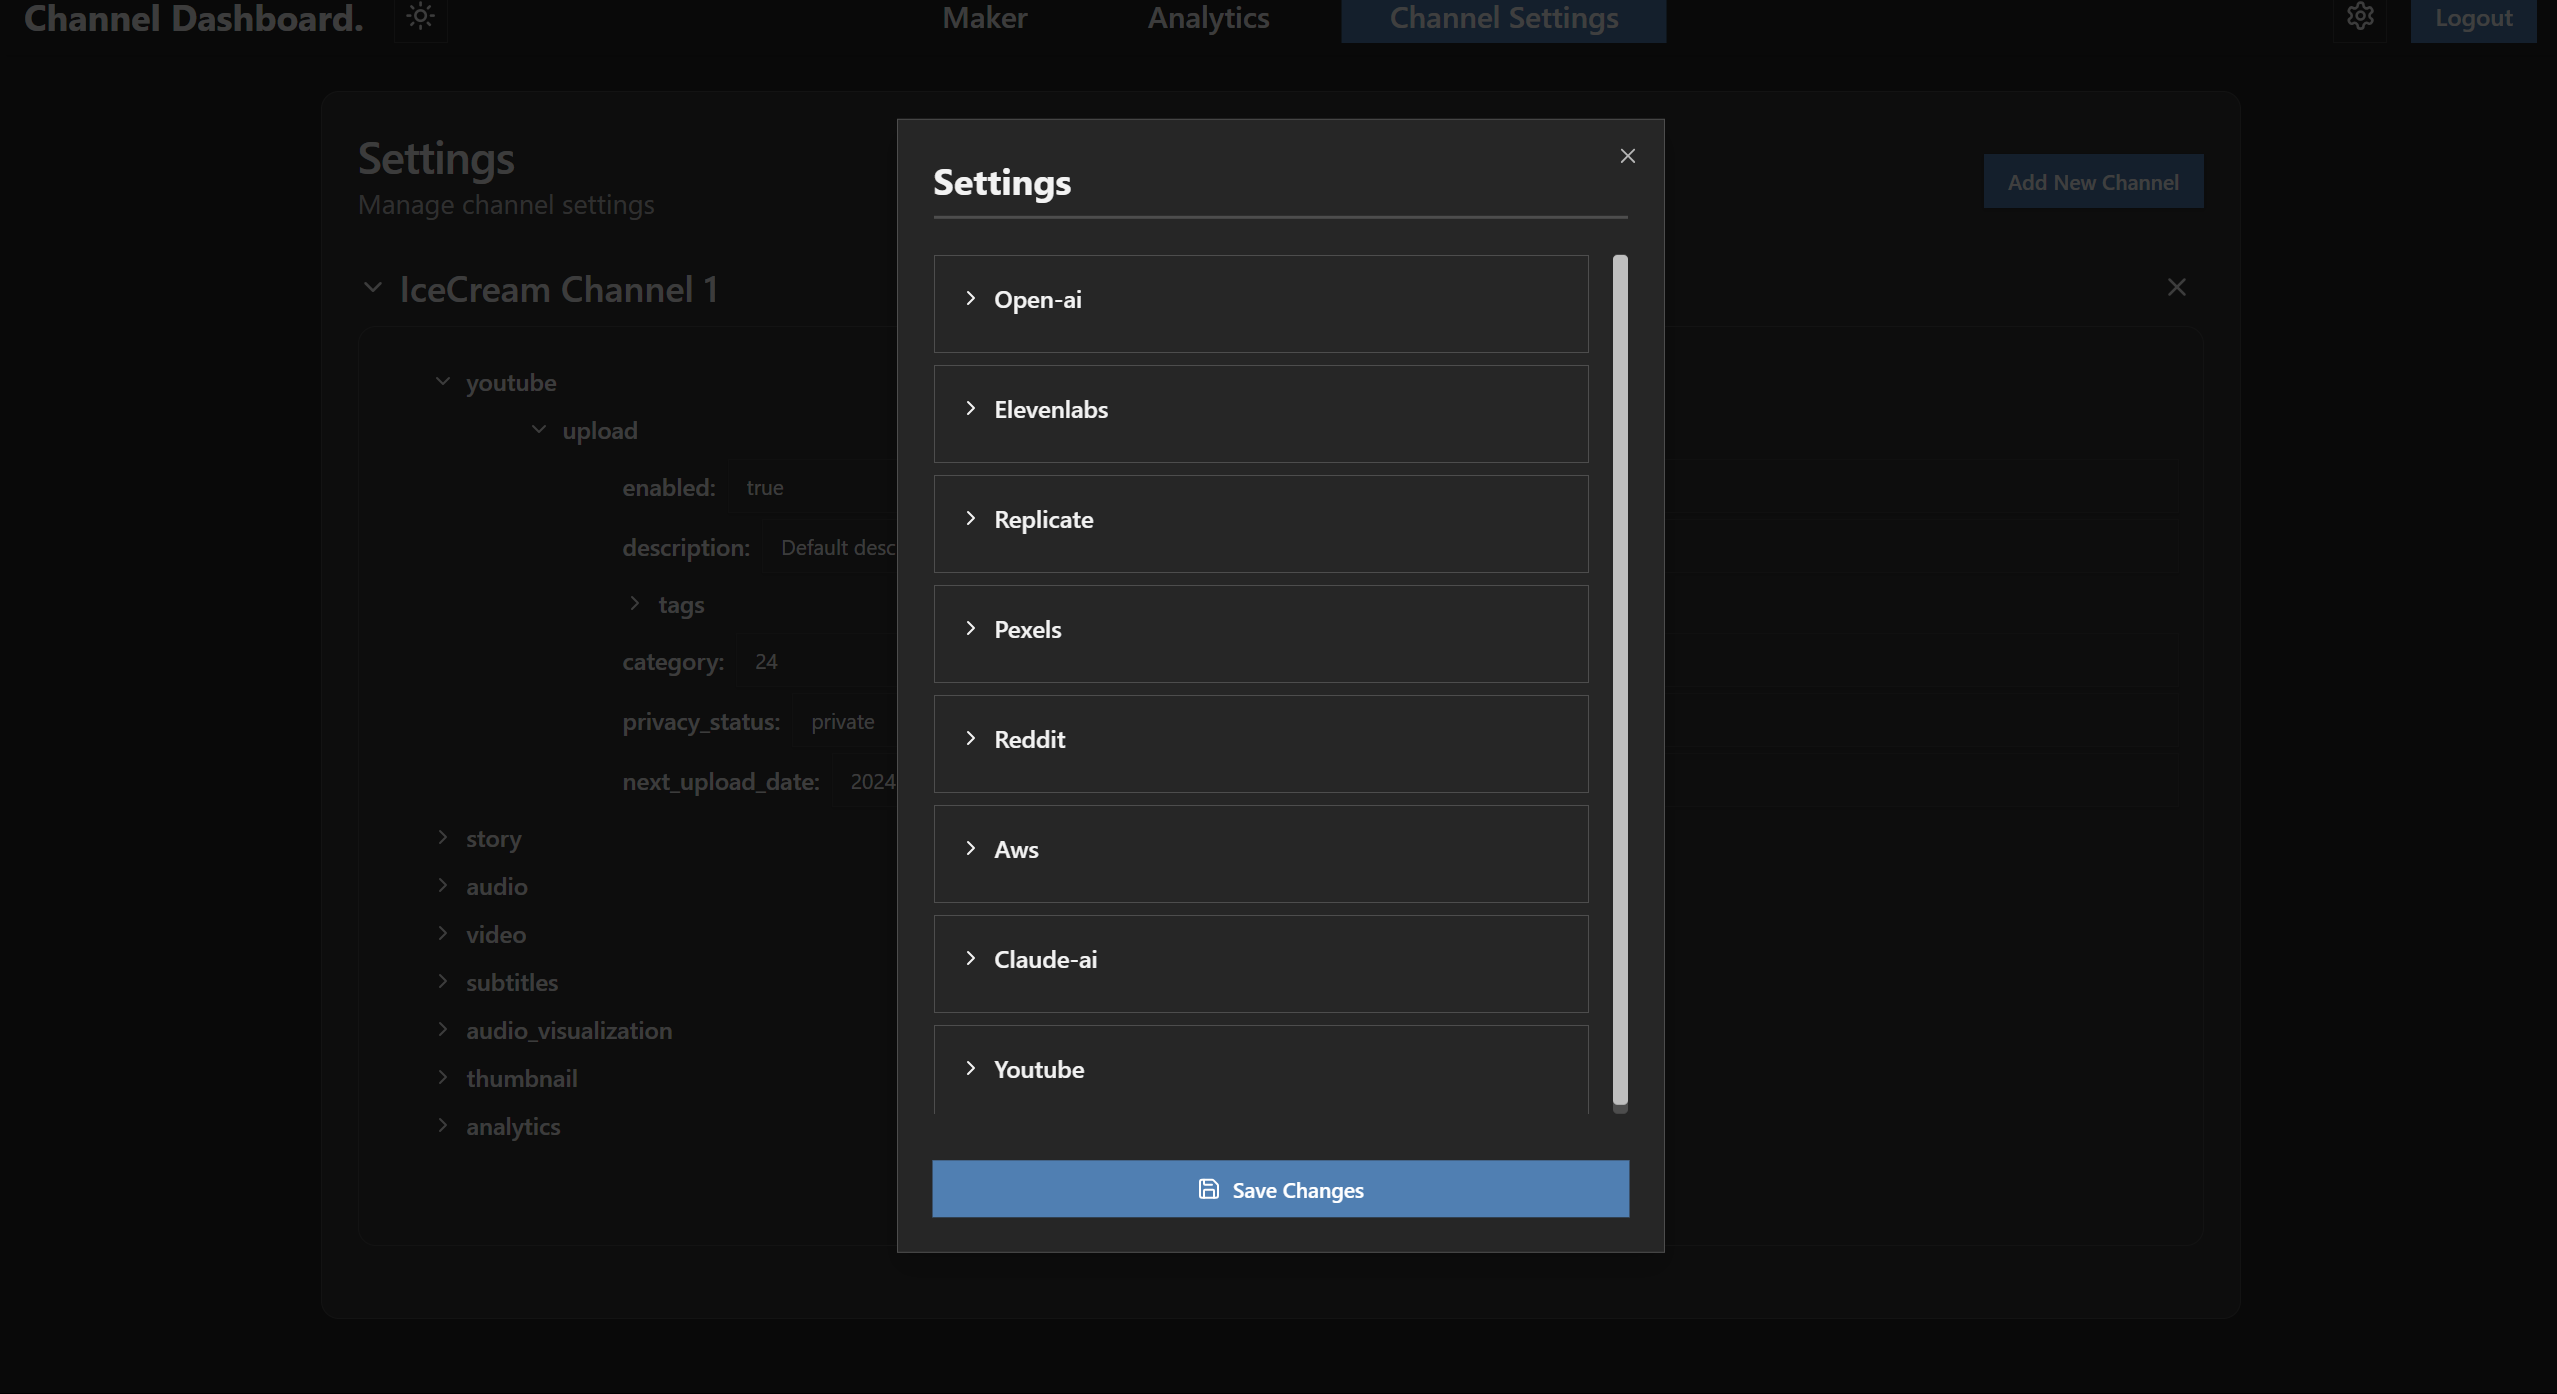 Channel Dashboard.
Maker
Analytics
Channel Settings
Logout
Settings
Manage channel settings
Add New Channel
IceCream Channel 1
youtube
upload
enabled: true
description: Default desc
tags
category: 24
privacy_status: private
next_upload_date: 2024
story
audio
video
subtitles
audio_visualization
thumbnail
analytics
Settings
Open-ai
Elevenlabs
Replicate
Pexels
Reddit
Aws
Claude-ai
Youtube
Save Changes